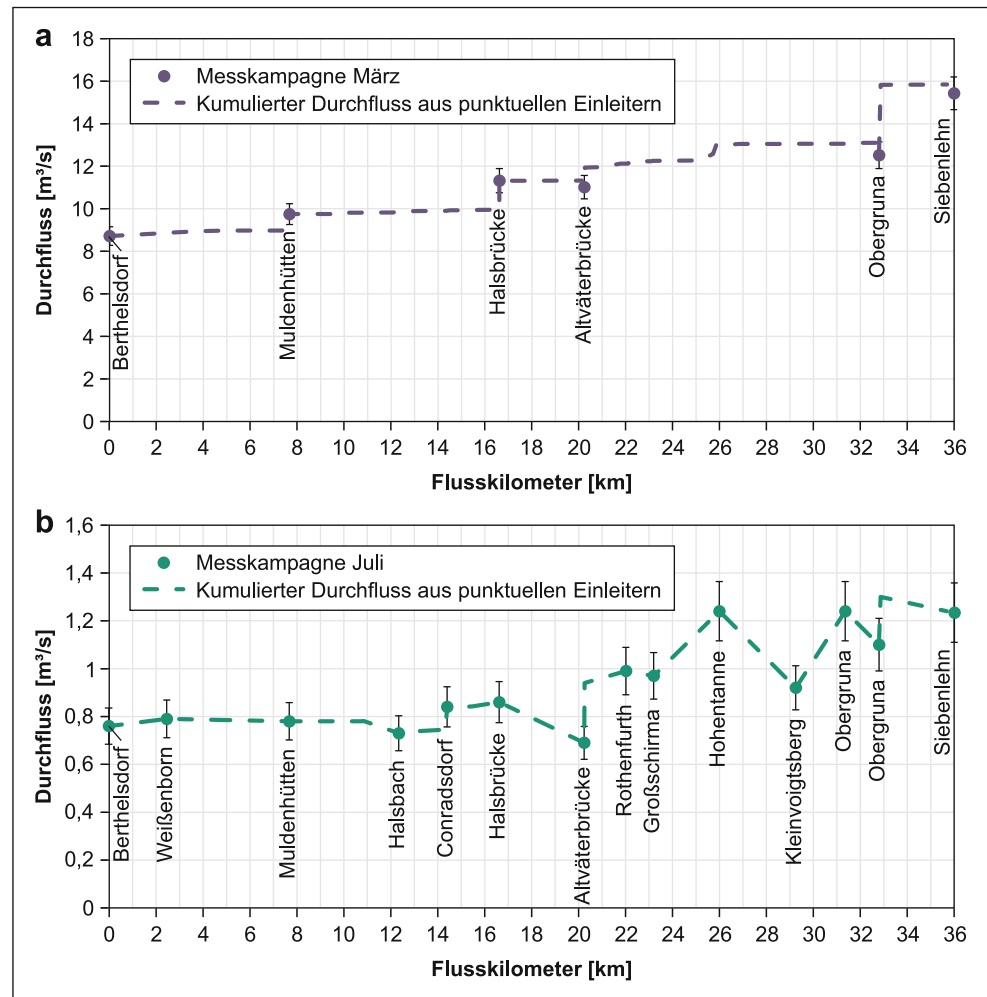 a
18
16
14
12
10
8
6
4
2
0
Durchfluss [m³/s]
Messkampagne März
Kumulierter Durchfluss aus punktuellen Einleitern
Berthelsdorf
Muldenhütten
Halsbrücke
Altväterbrücke
Obergruna
Siebenlehn
0 2 4 6 8 10 12 14 16 18 20 22 24 26 28 30 32 34 36
Flusskilometer [km]
b
1,6
1,4
1,2
1
0,8
0,6
0,4
0,2
0
Durchfluss [m³/s]
Messkampagne Juli
Kumulierter Durchfluss aus punktuellen Einleitern
Berthelsdorf
Weißenborn
Muldenhütten
Halsbach
Conradsdorf
Halsbrücke
Altväterbrücke
Rothenfurth
Großschirma
Hohentanne
Kleinvoigtsberg
Obergruna
Obergruna
Siebenlehn
0 2 4 6 8 10 12 14 16 18 20 22 24 26 28 30 32 34 36
Flusskilometer [km]